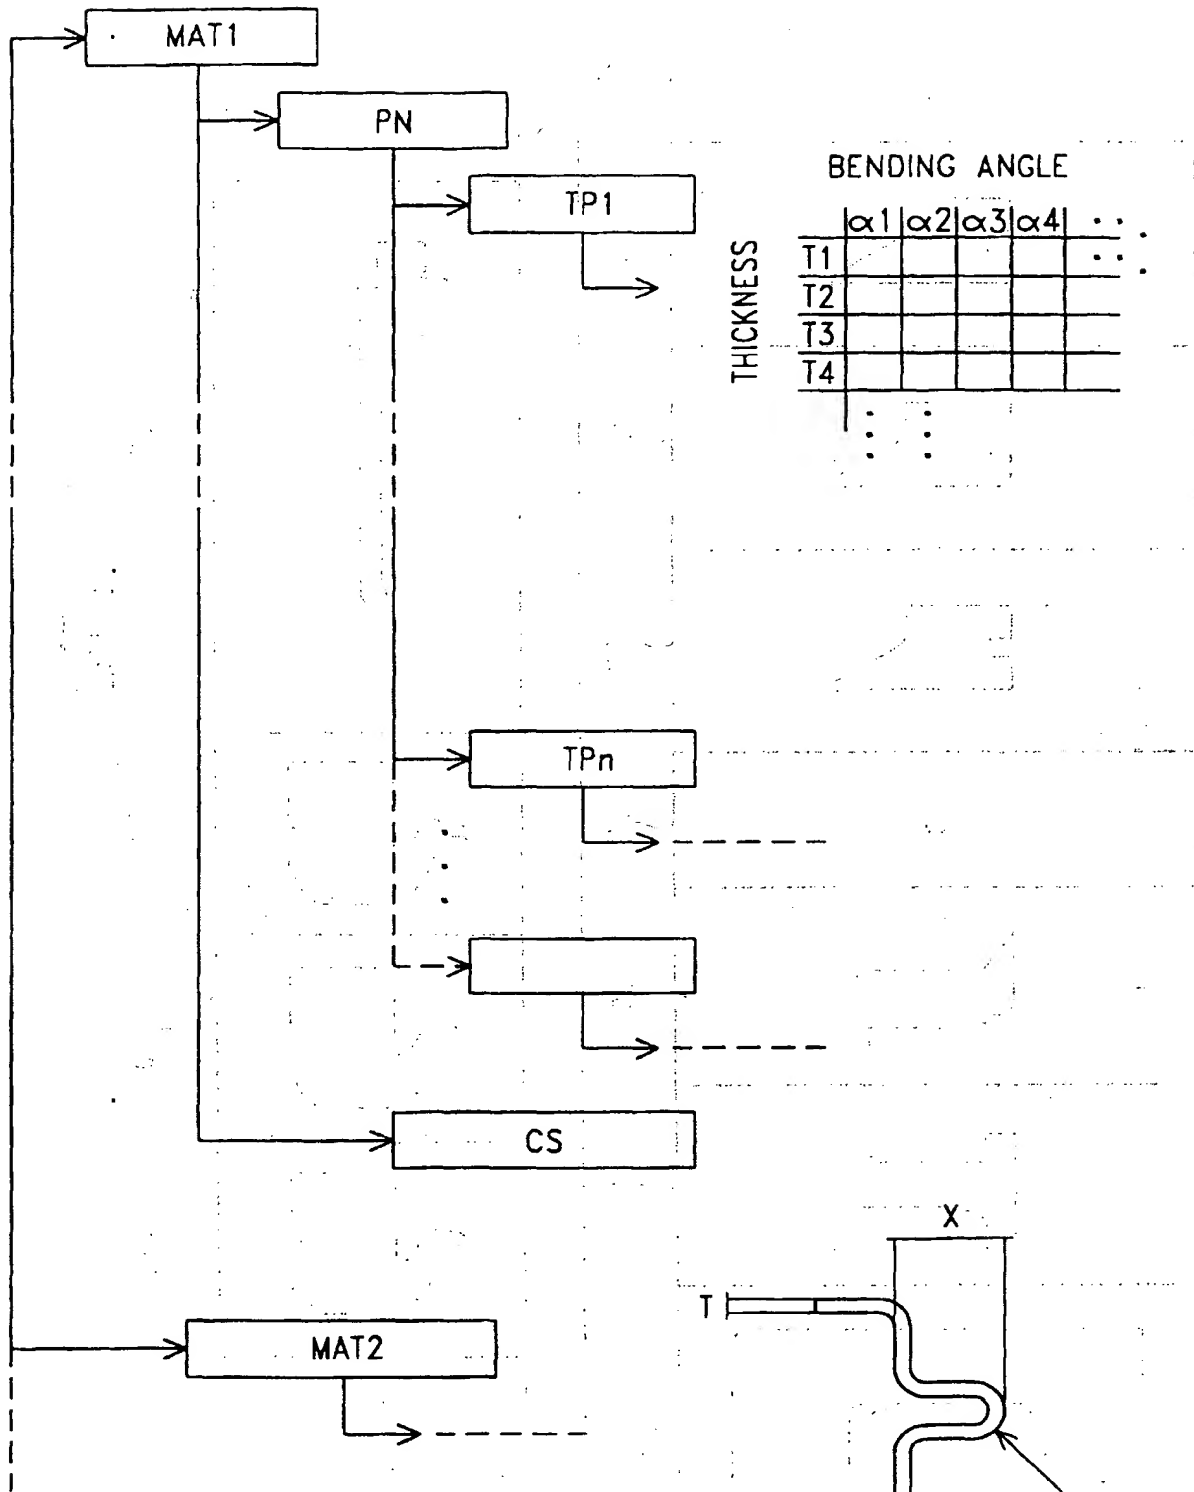 MAT1
PN
TP1
BENDING ANGLE
α1 α2 α3 α4
THICKNESS
T1
T2
T3
T4
TPn
CS
X
T
MAT2